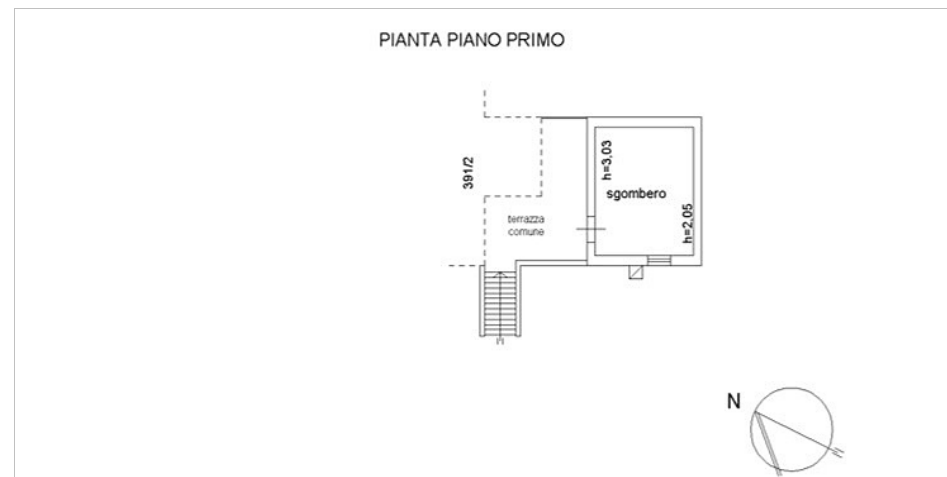 PIANTA PIANO PRIMO
391/2
h=3,03
sgombero
h=2,05
terrazza
comune
N